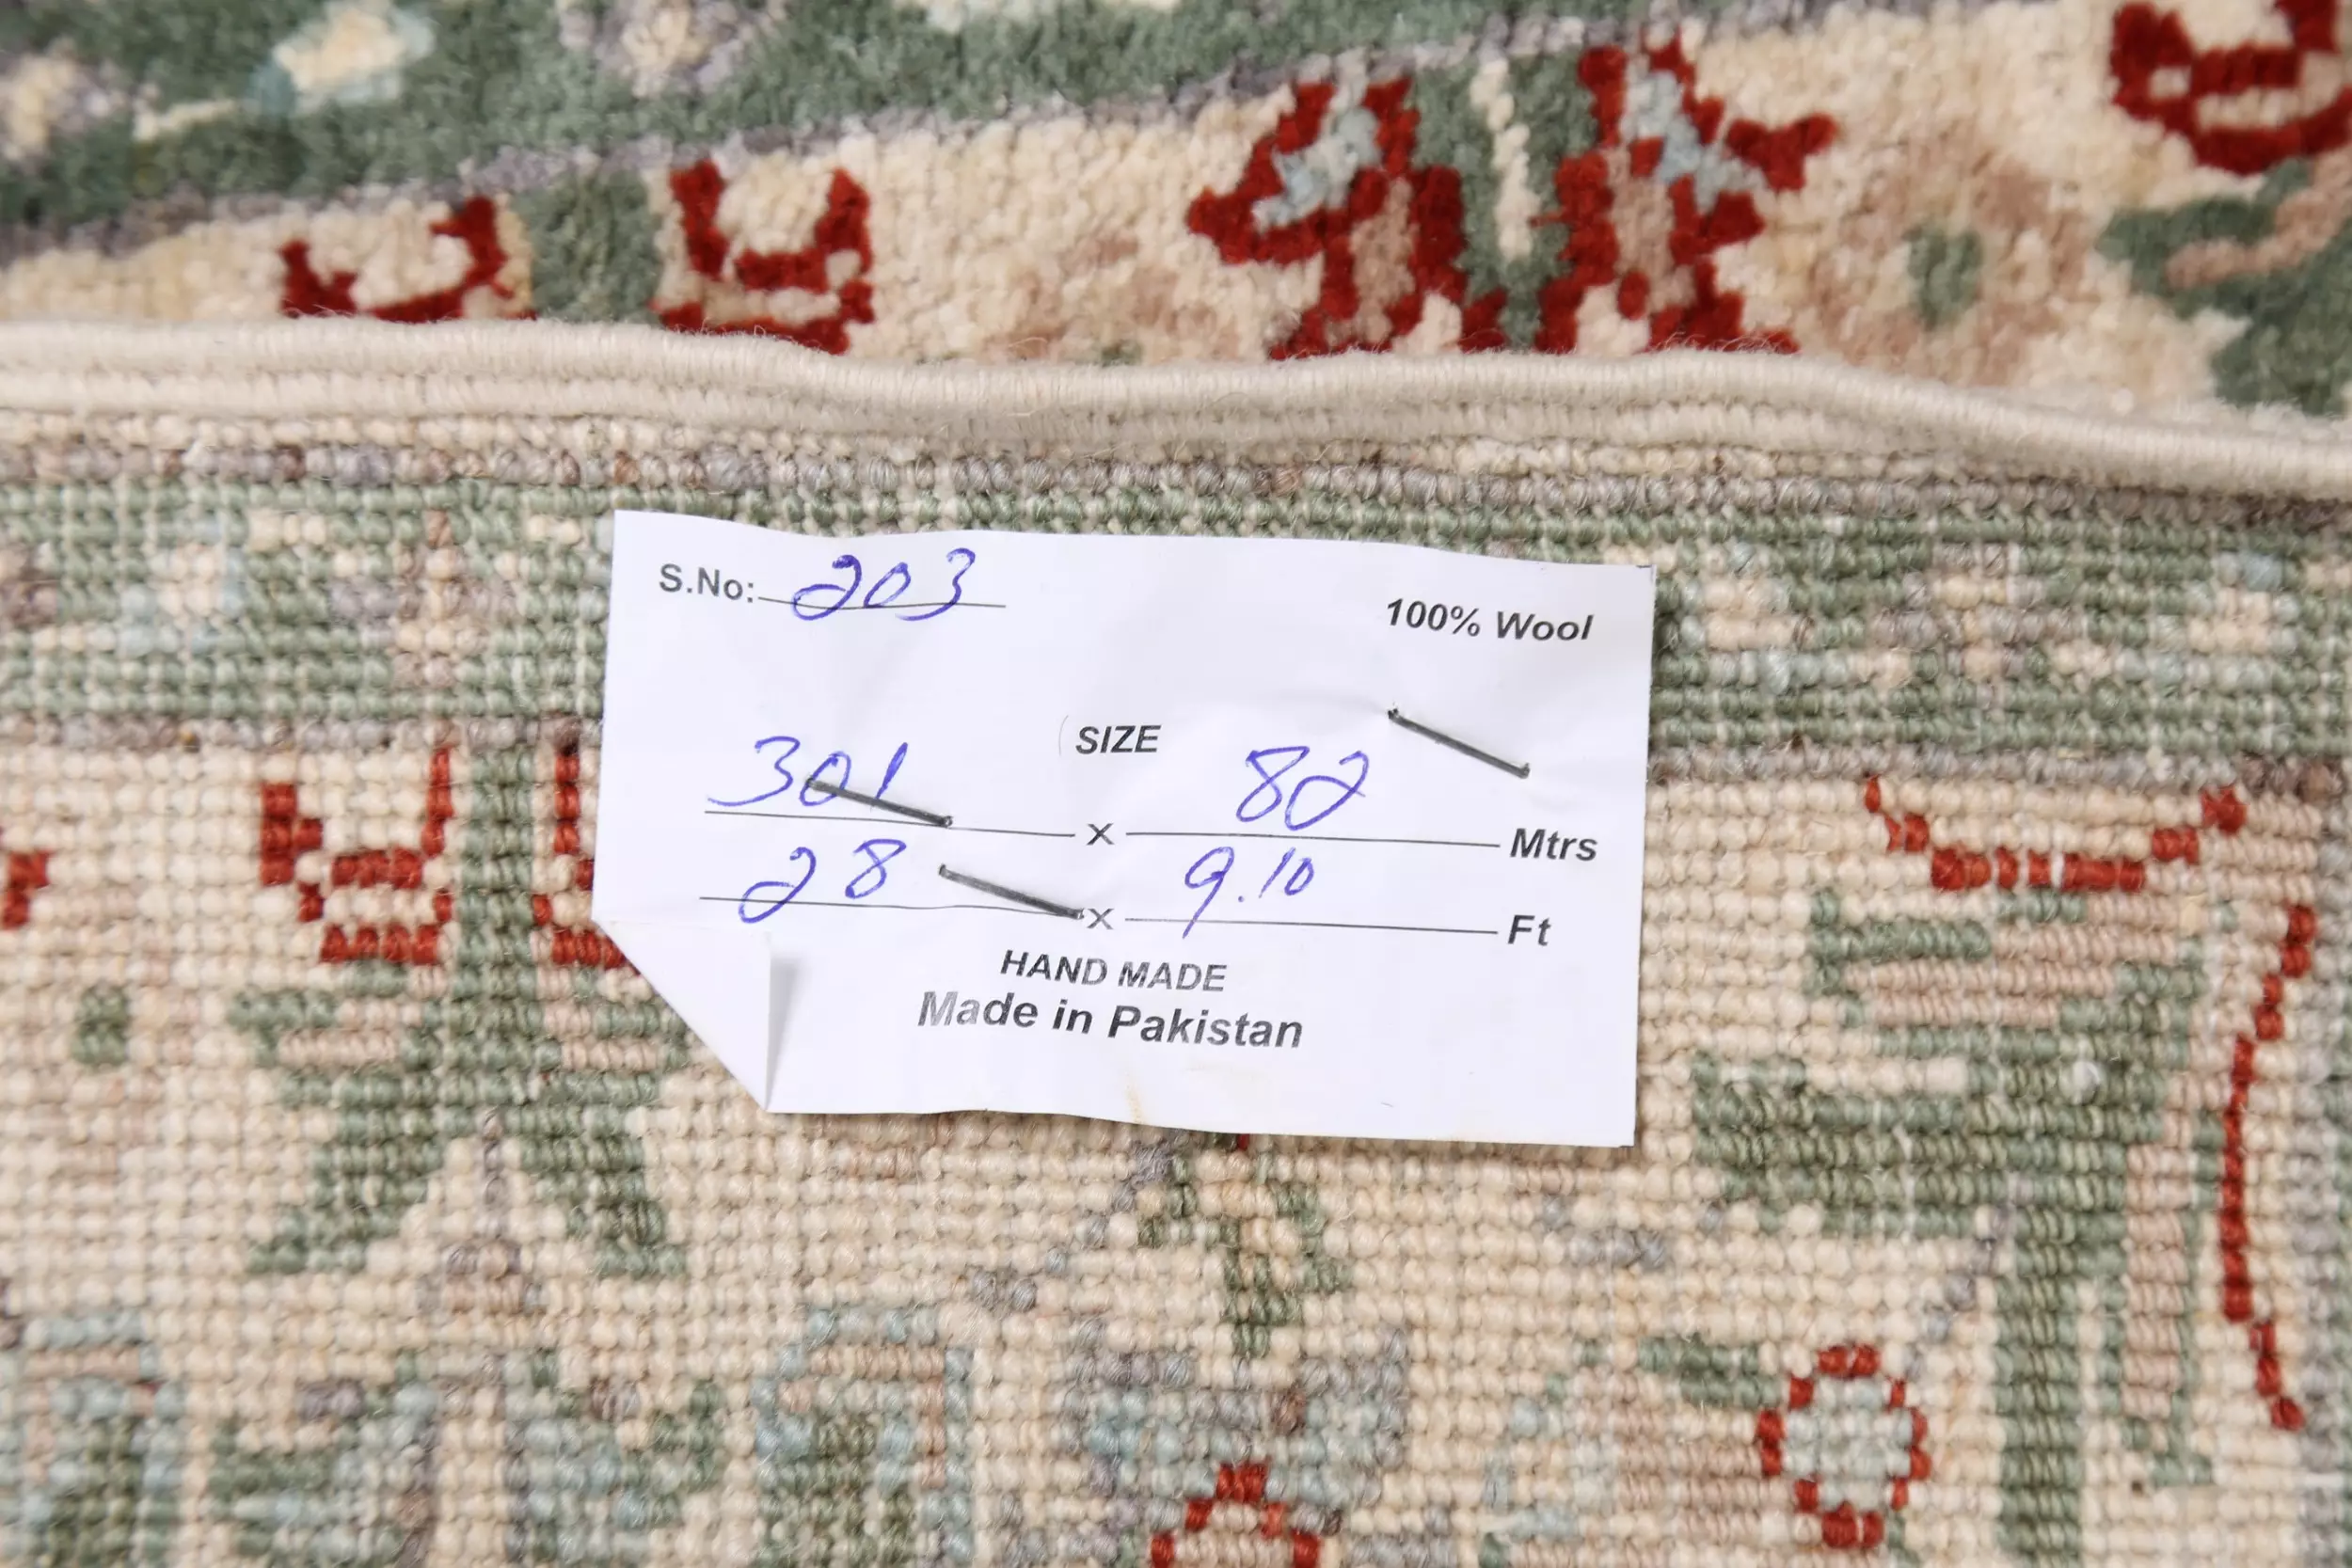 S.No: 203
100% Wool
SIZE
301 x 82 Mtrs
28 x 9.10 Ft
HAND MADE
Made in Pakistan